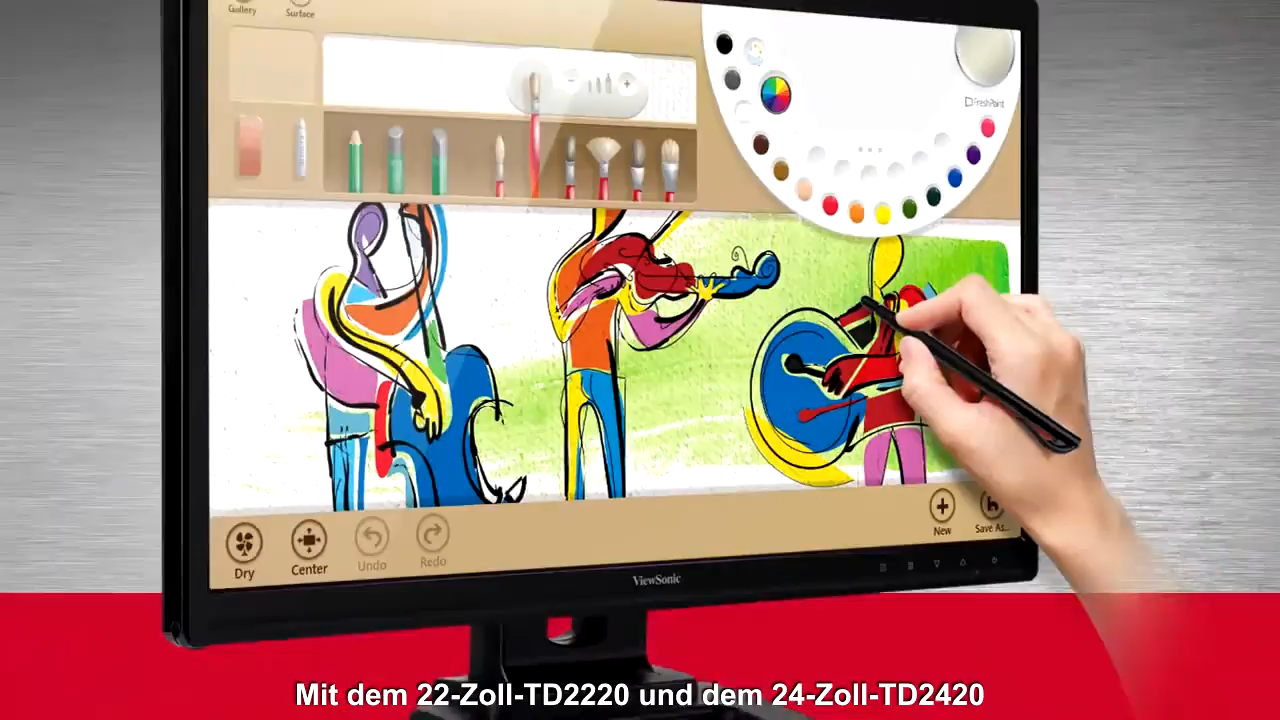 Gallery
Surface
FreshPaint
Dry
Center
Undo
Redo
New
Save As...
ViewSonic
Mit dem 22-Zoll-TD2220 und dem 24-Zoll-TD2420